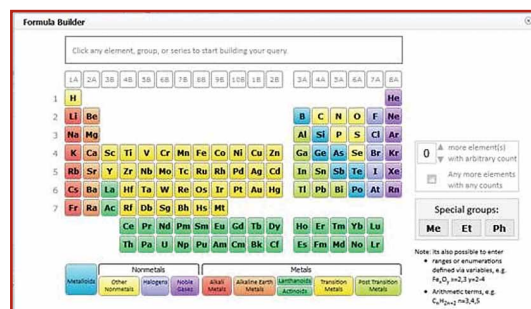 Formula Builder
Click any element, group, or series to start building your query.
1A 2A 3B 4B 5B 6B 7B 8B 9B 10B 1B 2B 3A 4A 5A 6A 7A 8A
1 H He
2 Li Be B C N O F Ne
3 Na Mg Al Si P S Cl Ar
4 K Ca Sc Ti V Cr Mn Fe Co Ni Cu Zn Ga Ge As Se Br Kr
5 Rb Sr Y Zr Nb Mo Tc Ru Rh Pd Ag Cd In Sn Sb Te I Xe
6 Cs Ba La Hf Ta W Re Os Ir Pt Au Hg Tl Pb Bi Po At Rn
7 Fr Ra Ac Rf Db Sg Bh Hs Mt
Ce Pr Nd Pm Sm Eu Gd Tb Dy Ho Er Tm Yb Lu
Th Pa U Np Pu Am Cm Bk Cf Es Fm Md No Lr
Nonmetals Metals
Metalloids
Other Nonmetals
Halogens
Noble Gases
Alkali Metals
Alkaline Earth Metals
Lanthanoids
Actinoids
Transition Metals
Post Transition Metals
0 more element(s)
with arbitrary count
Any more elements
with any counts
Special groups:
Me Et Ph
Note: Its also possible to enter
• ranges or enumerations
defined via variables, e.g.
FeₓOᵧ x=2,3 y=2-4
• Arithmetic terms, e.g.
CₙH₂ₙ₊₂ n=3,4,5